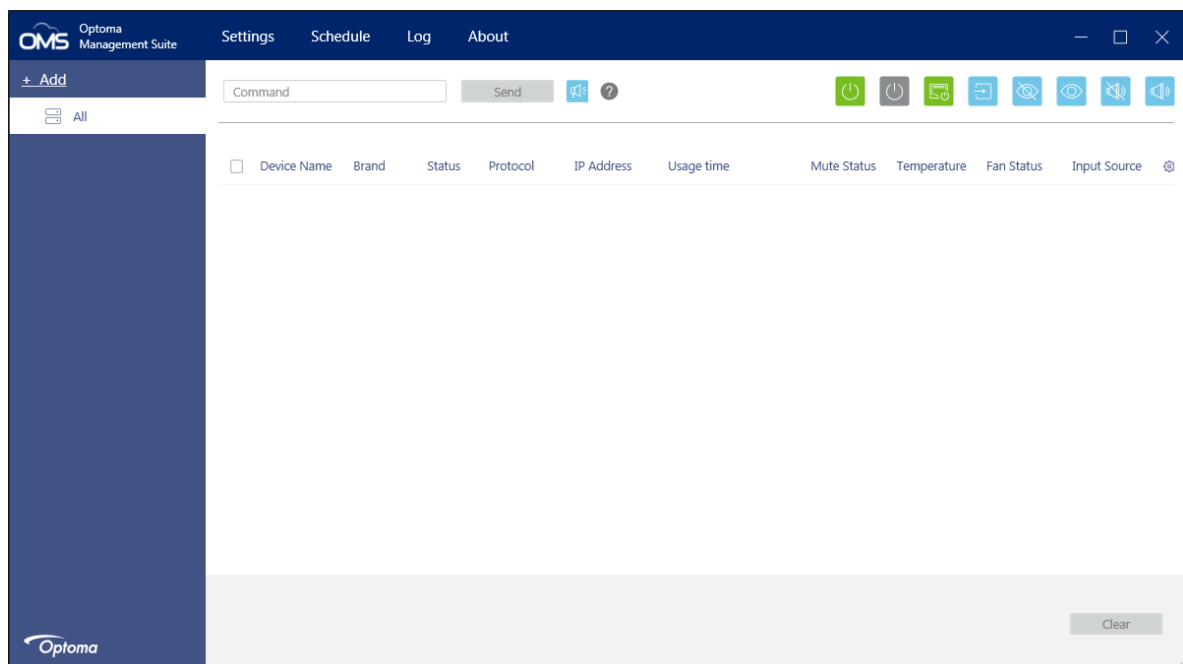 OMS
Optoma
Management Suite
Settings Schedule Log About
+ Add
All
Command Send ?
Device Name Brand Status Protocol IP Address Usage time Mute Status Temperature Fan Status Input Source
Clear
Optoma